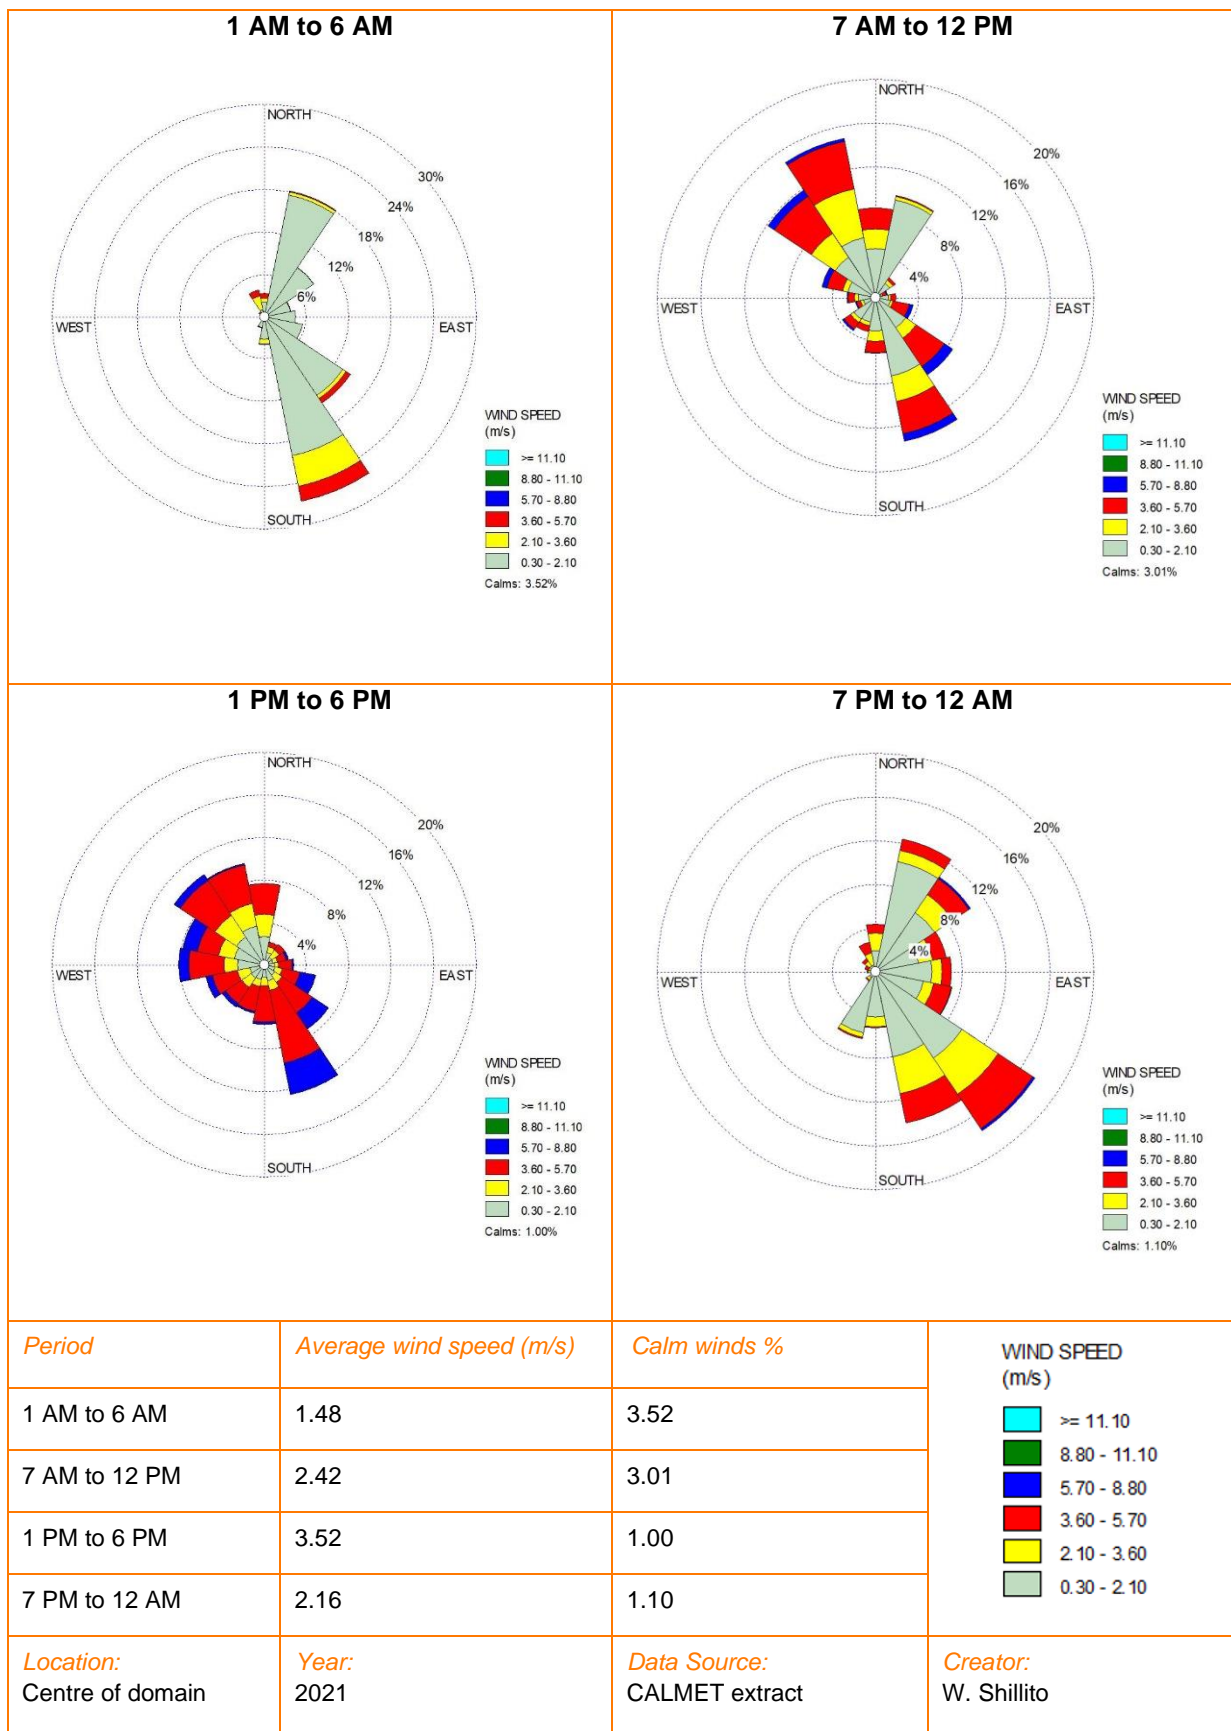 1 AM to 6 AM
NORTH
30%
24%
18%
12%
6%
WEST
EAST
SOUTH
WIND SPEED
(m/s)
>= 11.10
8.80 - 11.10
5.70 - 8.80
3.60 - 5.70
2.10 - 3.60
0.30 - 2.10
Calms: 3.52%
7 AM to 12 PM
NORTH
20%
16%
12%
8%
4%
WEST
EAST
SOUTH
WIND SPEED
(m/s)
>= 11.10
8.80 - 11.10
5.70 - 8.80
3.60 - 5.70
2.10 - 3.60
0.30 - 2.10
Calms: 3.01%
1 PM to 6 PM
NORTH
20%
16%
12%
8%
4%
WEST
EAST
SOUTH
WIND SPEED
(m/s)
>= 11.10
8.80 - 11.10
5.70 - 8.80
3.60 - 5.70
2.10 - 3.60
0.30 - 2.10
Calms: 1.00%
7 PM to 12 AM
NORTH
20%
16%
12%
8%
4%
WEST
EAST
SOUTH
WIND SPEED
(m/s)
>= 11.10
8.80 - 11.10
5.70 - 8.80
3.60 - 5.70
2.10 - 3.60
0.30 - 2.10
Calms: 1.10%
Period Average wind speed (m/s) Calm winds %
1 AM to 6 AM 1.48 3.52
7 AM to 12 PM 2.42 3.01
1 PM to 6 PM 3.52 1.00
7 PM to 12 AM 2.16 1.10
WIND SPEED
(m/s)
>= 11.10
8.80 - 11.10
5.70 - 8.80
3.60 - 5.70
2.10 - 3.60
0.30 - 2.10
Location: Year: Data Source: Creator:
Centre of domain 2021 CALMET extract W. Shillito